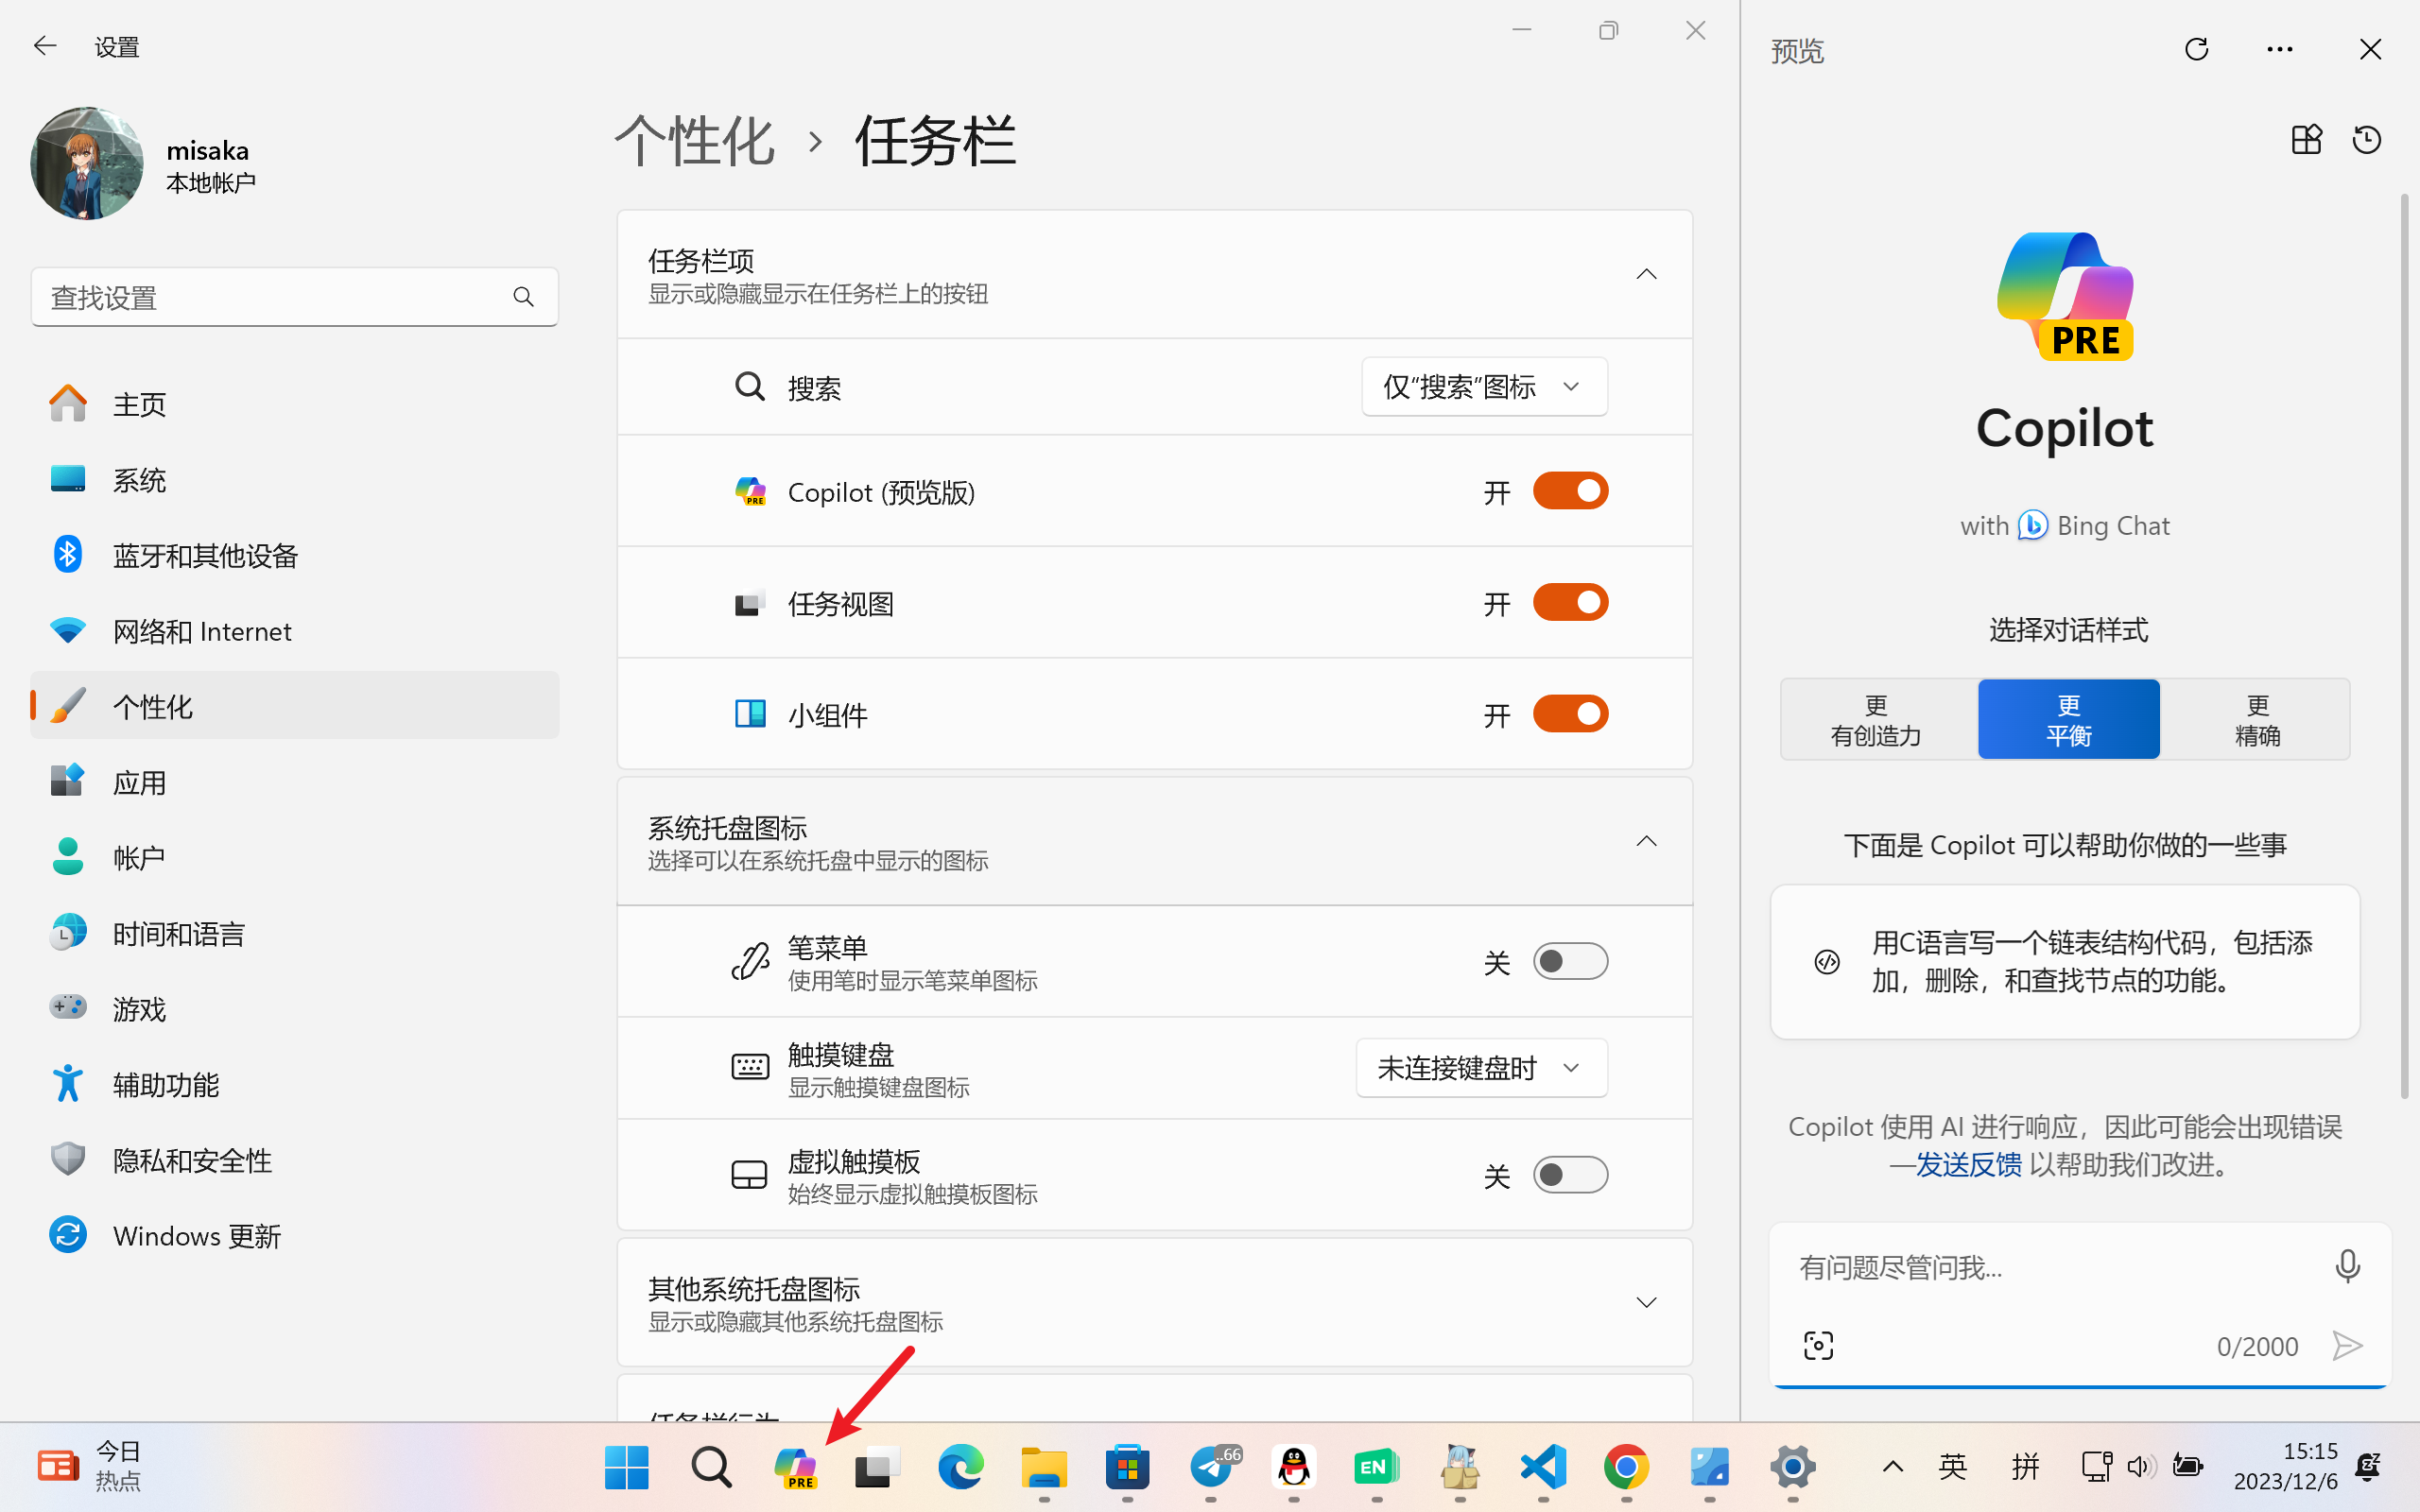 设置
misaka
本地帐户
查找设置
主页
系统
蓝牙和其他设备
网络和 Internet
个性化
应用
帐户
时间和语言
游戏
辅助功能
隐私和安全性
Windows 更新
个性化 › 任务栏
任务栏项
显示或隐藏显示在任务栏上的按钮
搜索
仅“搜索”图标
Copilot (预览版)
开
任务视图
开
小组件
开
系统托盘图标
选择可以在系统托盘中显示的图标
笔菜单
使用笔时显示笔菜单图标
关
触摸键盘
显示触摸键盘图标
未连接键盘时
虚拟触摸板
始终显示虚拟触摸板图标
关
其他系统托盘图标
显示或隐藏其他系统托盘图标
任务栏行为
预览
PRE
Copilot
with Bing Chat
选择对话样式
更
有创造力
更
平衡
更
精确
下面是 Copilot 可以帮助你做的一些事
用C语言写一个链表结构代码，包括添
加，删除，和查找节点的功能。
Copilot 使用 AI 进行响应，因此可能会出现错误
—发送反馈 以帮助我们改进。
有问题尽管问我...
0/2000
今日
热点
PRE
..66
EN
英
拼
15:15
2023/12/6